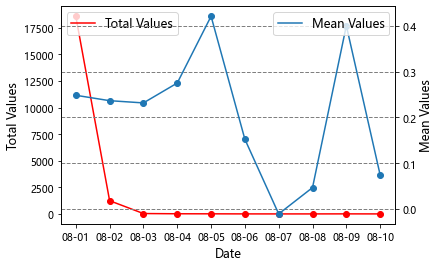 Total Values
Mean Values
17500
15000
12500
10000
7500
5000
2500
0
Total Values
0.4
0.3
0.2
0.1
0.0
Mean Values
08-01 08-02 08-03 08-04 08-05 08-06 08-07 08-08 08-09 08-10
Date